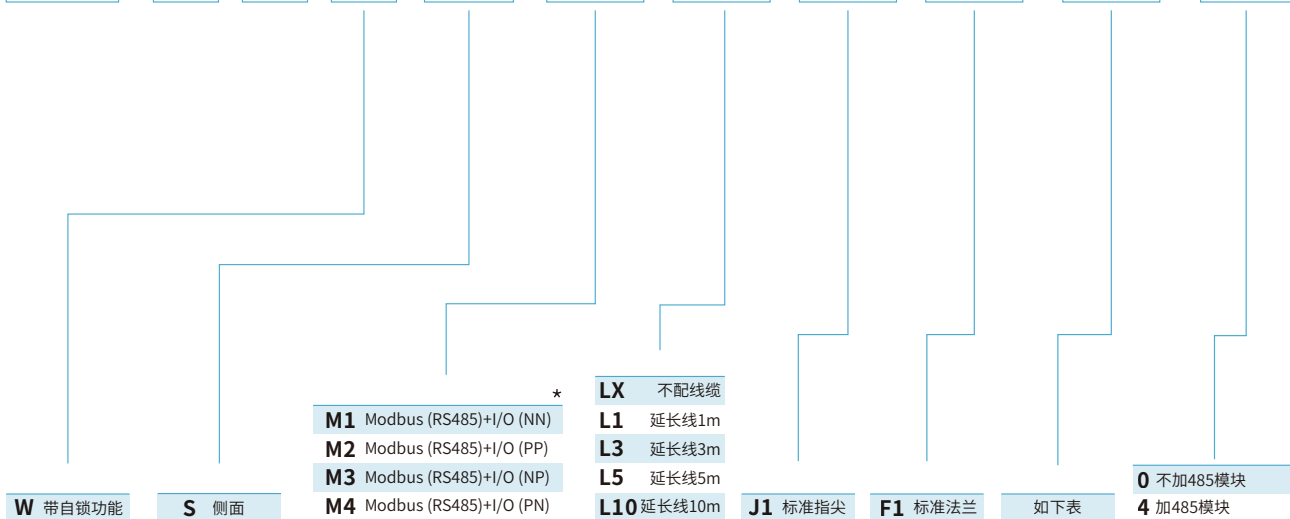 *
M1 Modbus (RS485)+I/O (NN)
M2 Modbus (RS485)+I/O (PP)
M3 Modbus (RS485)+I/O (NP)
M4 Modbus (RS485)+I/O (PN)
LX 不配线缆
L1 延长线1m
L3 延长线3m
L5 延长线5m
L10 延长线10m
W 带自锁功能
S 侧面
J1 标准指尖
F1 标准法兰
如下表
0 不加485模块
4 加485模块